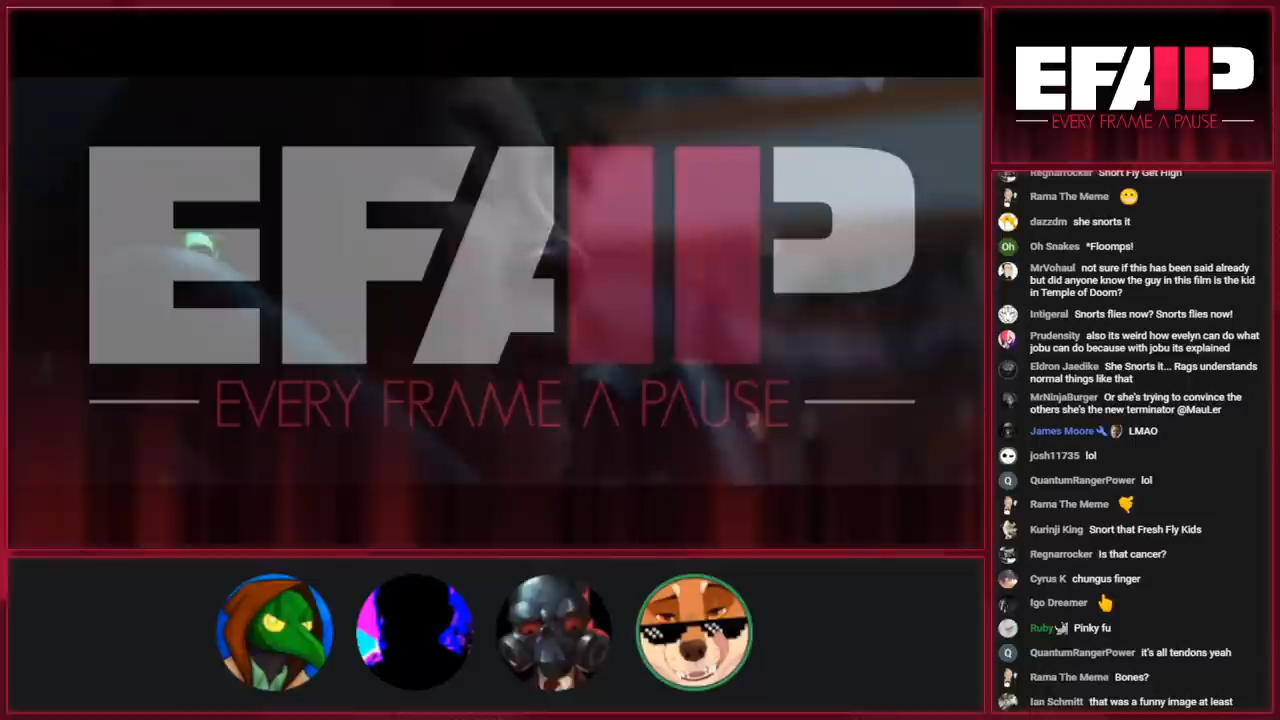 EFAP
EVERY FRAME A PAUSE
EFAP
EVERY FRAME A PAUSE
Regnarrocker Snort Fly Get High
Rama The Meme
dazzdm she snorts it
Oh
Oh Snakes *Floomps!
MrVohaul not sure if this has been said already
but did anyone know the guy in this film is the kid
in Temple of Doom?
Intigeral Snorts flies now? Snorts flies now!
Prudensity also its weird how evelyn can do what
jobu can do because with jobu its explained
Eldron Jaedike She Snorts it... Rags understands
normal things like that
MrNinjaBurger Or she's trying to convince the
others she's the new terminator @MauLer
James Moore LMAO
josh11735 lol
Q
QuantumRangerPower lol
Rama The Meme
Kurinji King Snort that Fresh Fly Kids
Regnarrocker Is that cancer?
Cyrus K chungus finger
Igo Dreamer
Ruby Pinky fu
Q
QuantumRangerPower it's all tendons yeah
Rama The Meme Bones?
Ian Schmitt that was a funny image at least